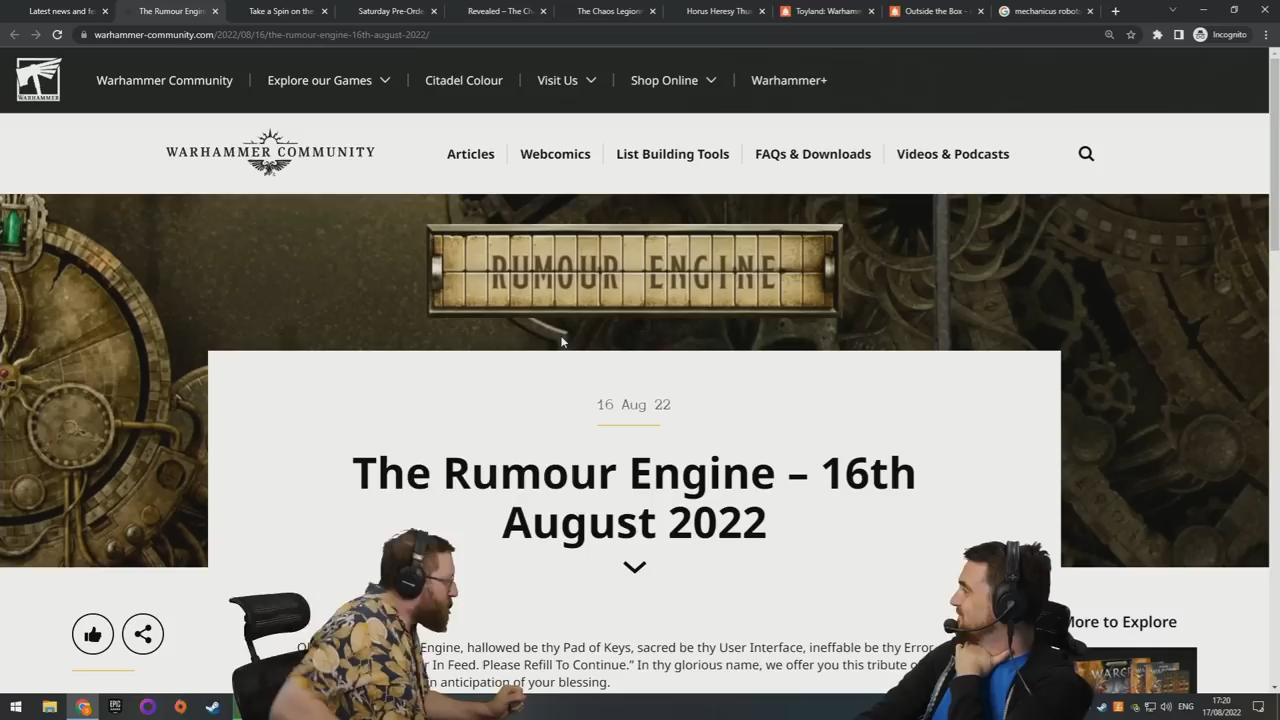 Latest news and fe
The Rumour Engin
Take a Spin on the
Saturday Pre-Orde
Revealed – The Ch
The Chaos Legion
Horus Heresy Thu
Toyland: Warhamm
Outside the Box –
mechanicus robot
warhammer-community.com/2022/08/16/the-rumour-engine-16th-august-2022/
Incognito
WARHAMMER
Warhammer Community
Explore our Games
Citadel Colour
Visit Us
Shop Online
Warhammer+
WARHAMMER COMMUNITY
Articles
Webcomics
List Building Tools
FAQs & Downloads
Videos & Podcasts
RUMOUR ENGINE
16 Aug 22
The Rumour Engine – 16th
August 2022
Engine, hallowed be thy Pad of Keys, sacred be thy User Interface, ineffable be thy Error
In Feed. Please Refill To Continue.” In thy glorious name, we offer you this tribute
in anticipation of your blessing.
More to Explore
WARCR
EPIC
ENG
17:20
17/08/2022